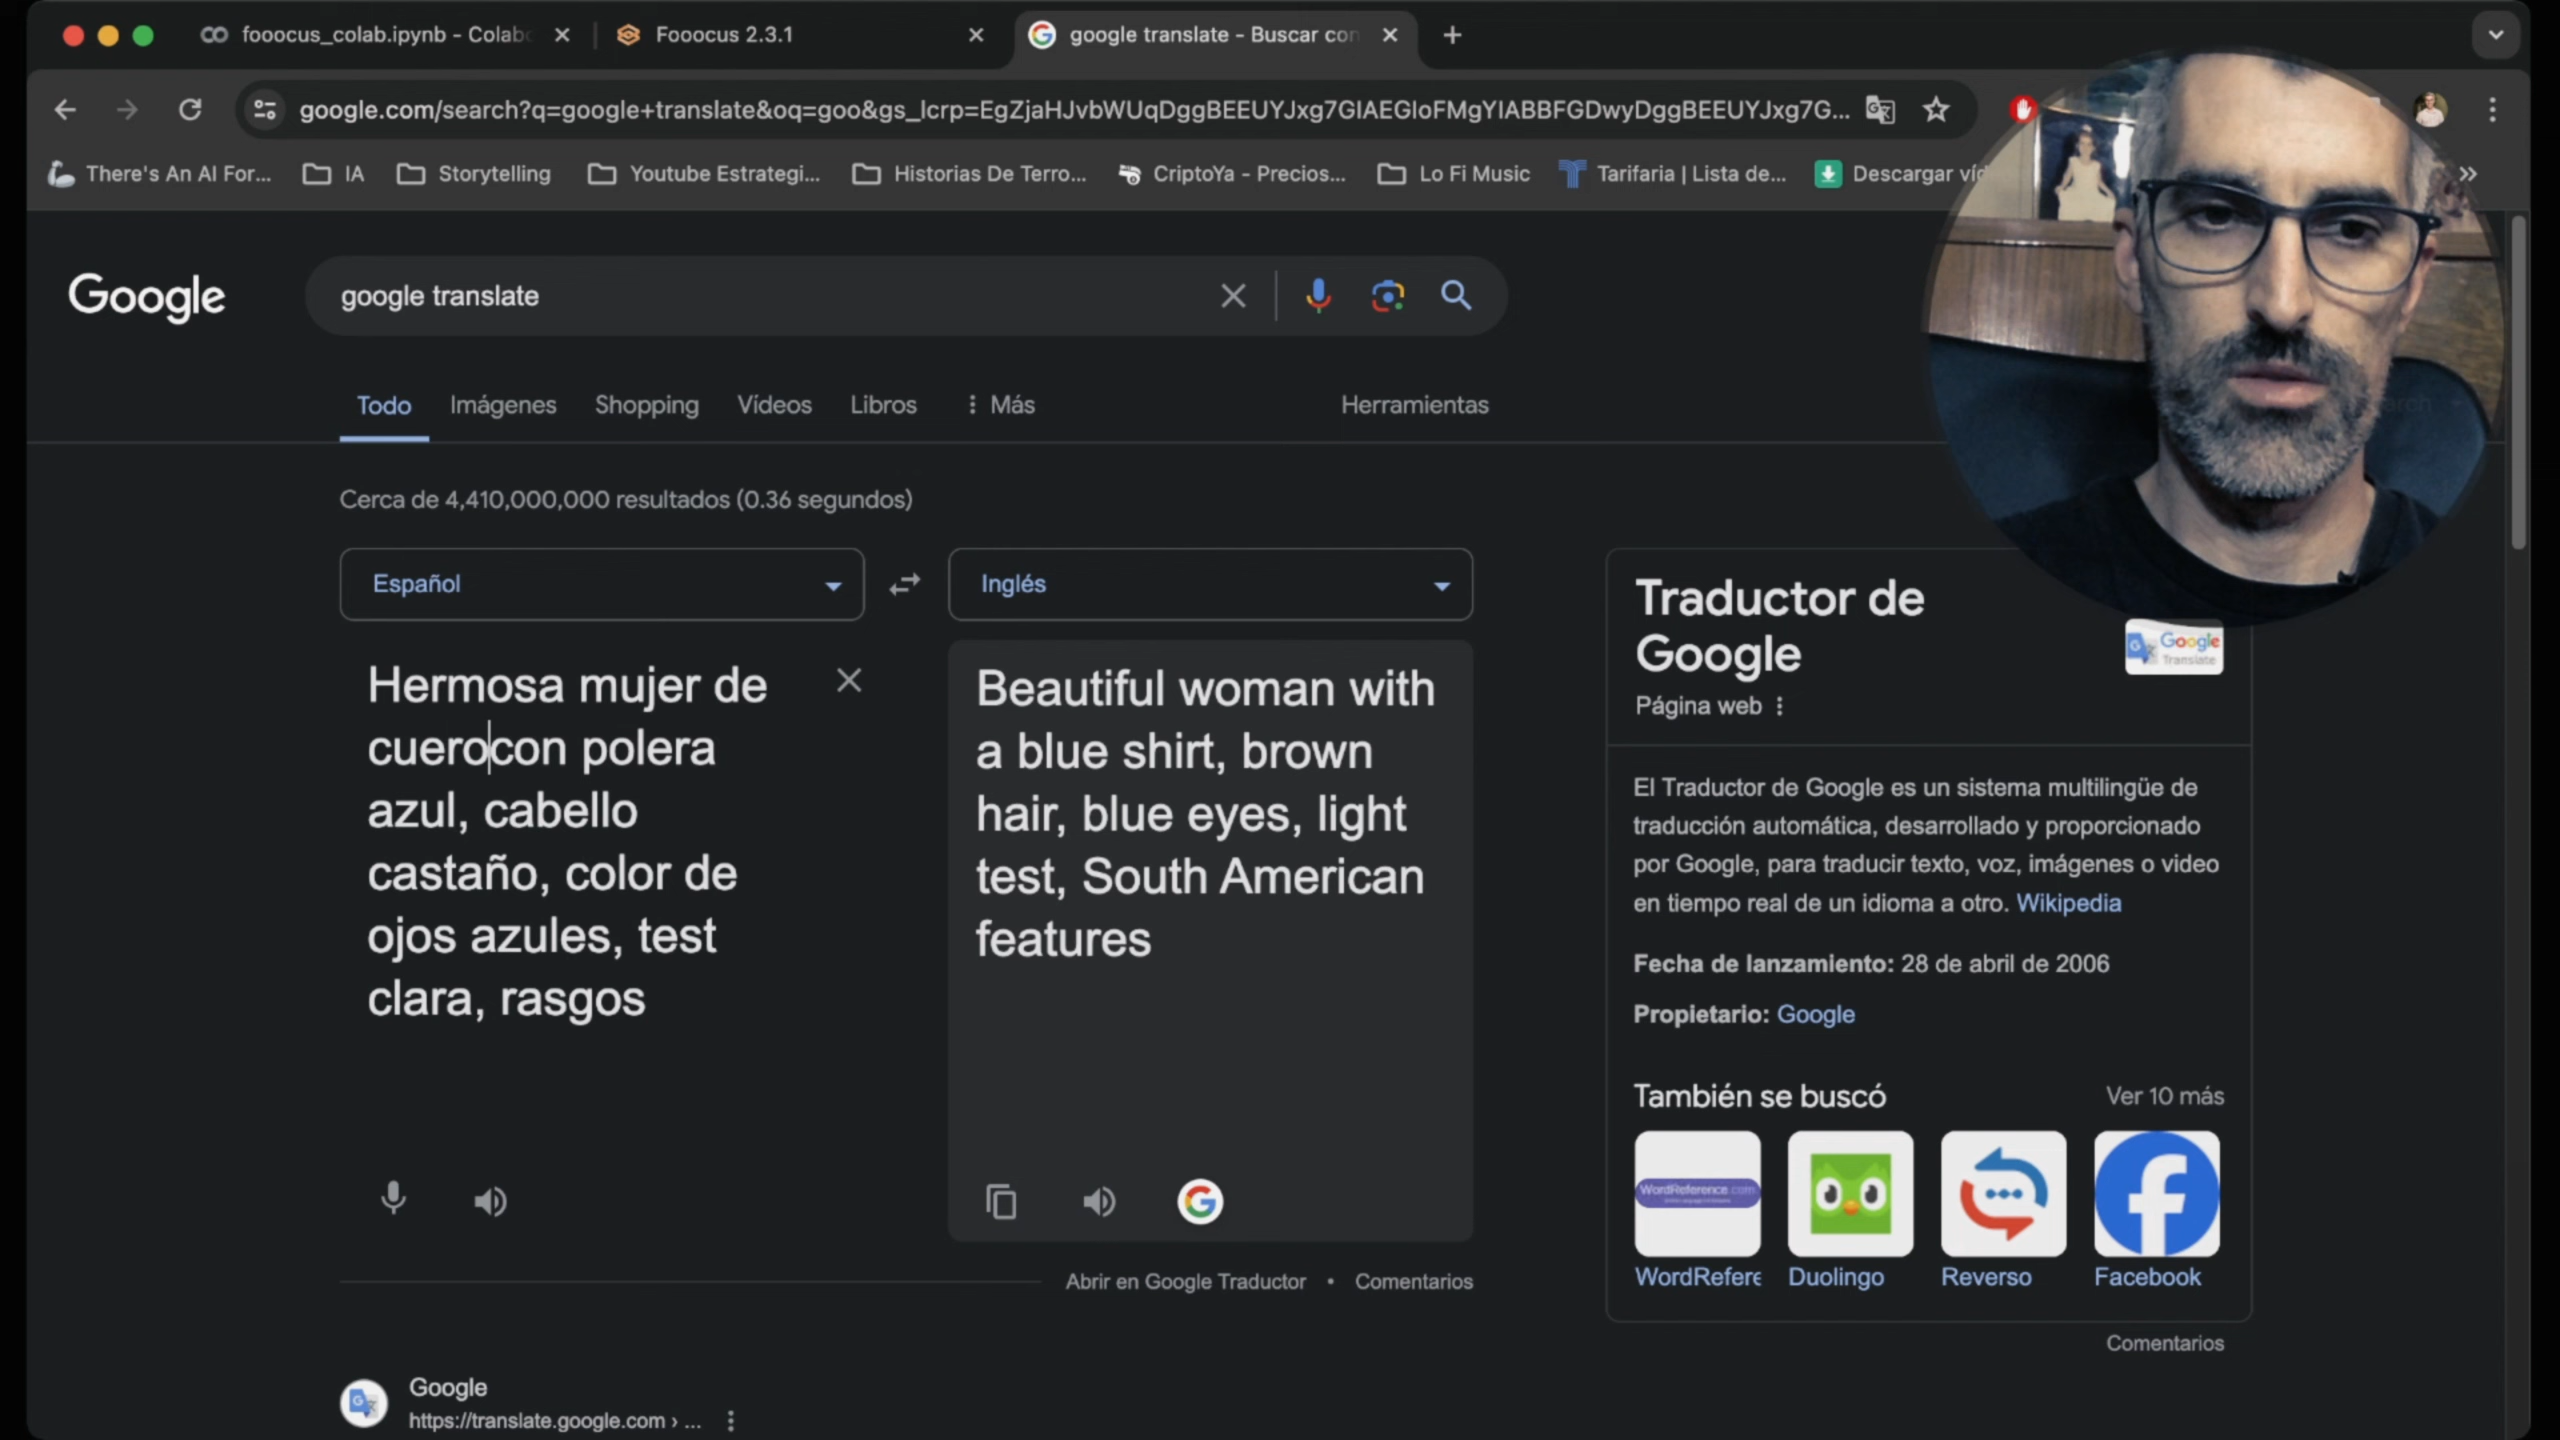 fooocus_colab.ipynb - Colab
Fooocus 2.3.1
google translate - Buscar con
google.com/search?q=google+translate&oq=goo&gs_lcrp=EgZjaHJvbWUqDggBEEUYJxg7GIAEGIoFMgYIABBFGDwyDggBEEUYJxg7G...
There's An AI For...
IA
Storytelling
Youtube Estrategi...
Historias De Terro...
CriptoYa - Precios...
Lo Fi Music
Tarifaria | Lista de...
Descargar víd
Google
google translate
Todo
Imágenes
Shopping
Vídeos
Libros
Más
Herramientas
Cerca de 4,410,000,000 resultados (0.36 segundos)
Español
Inglés
Hermosa mujer de
cuerocon polera
azul, cabello
castaño, color de
ojos azules, test
clara, rasgos
Beautiful woman with
a blue shirt, brown
hair, blue eyes, light
test, South American
features
Abrir en Google Traductor • Comentarios
Google
https://translate.google.com › ...
Traductor de
Google
Google
Translate
Página web
El Traductor de Google es un sistema multilingüe de
traducción automática, desarrollado y proporcionado
por Google, para traducir texto, voz, imágenes o video
en tiempo real de un idioma a otro. Wikipedia
Fecha de lanzamiento: 28 de abril de 2006
Propietario: Google
También se buscó
Ver 10 más
WordReference.com
WordRefere
Duolingo
Reverso
Facebook
Comentarios